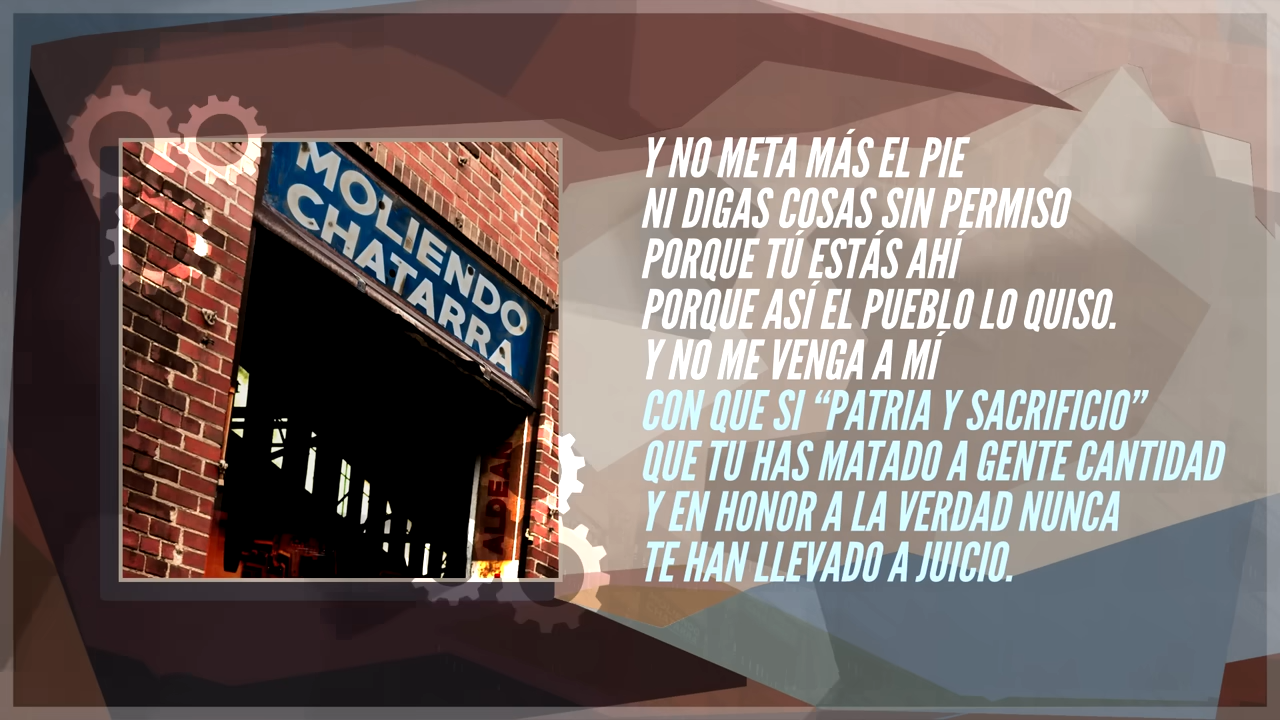 MOLIENDO
CHATARRA
ALDEA
Y NO META MÁS EL PIE
NI DIGAS COSAS SIN PERMISO
PORQUE TÚ ESTÁS AHÍ
PORQUE ASÍ EL PUEBLO LO QUISO.
Y NO ME VENGA A MÍ
CON QUE SI “PATRIA Y SACRIFICIO”
QUE TU HAS MATADO A GENTE CANTIDAD
Y EN HONOR A LA VERDAD NUNCA
TE HAN LLEVADO A JUICIO.